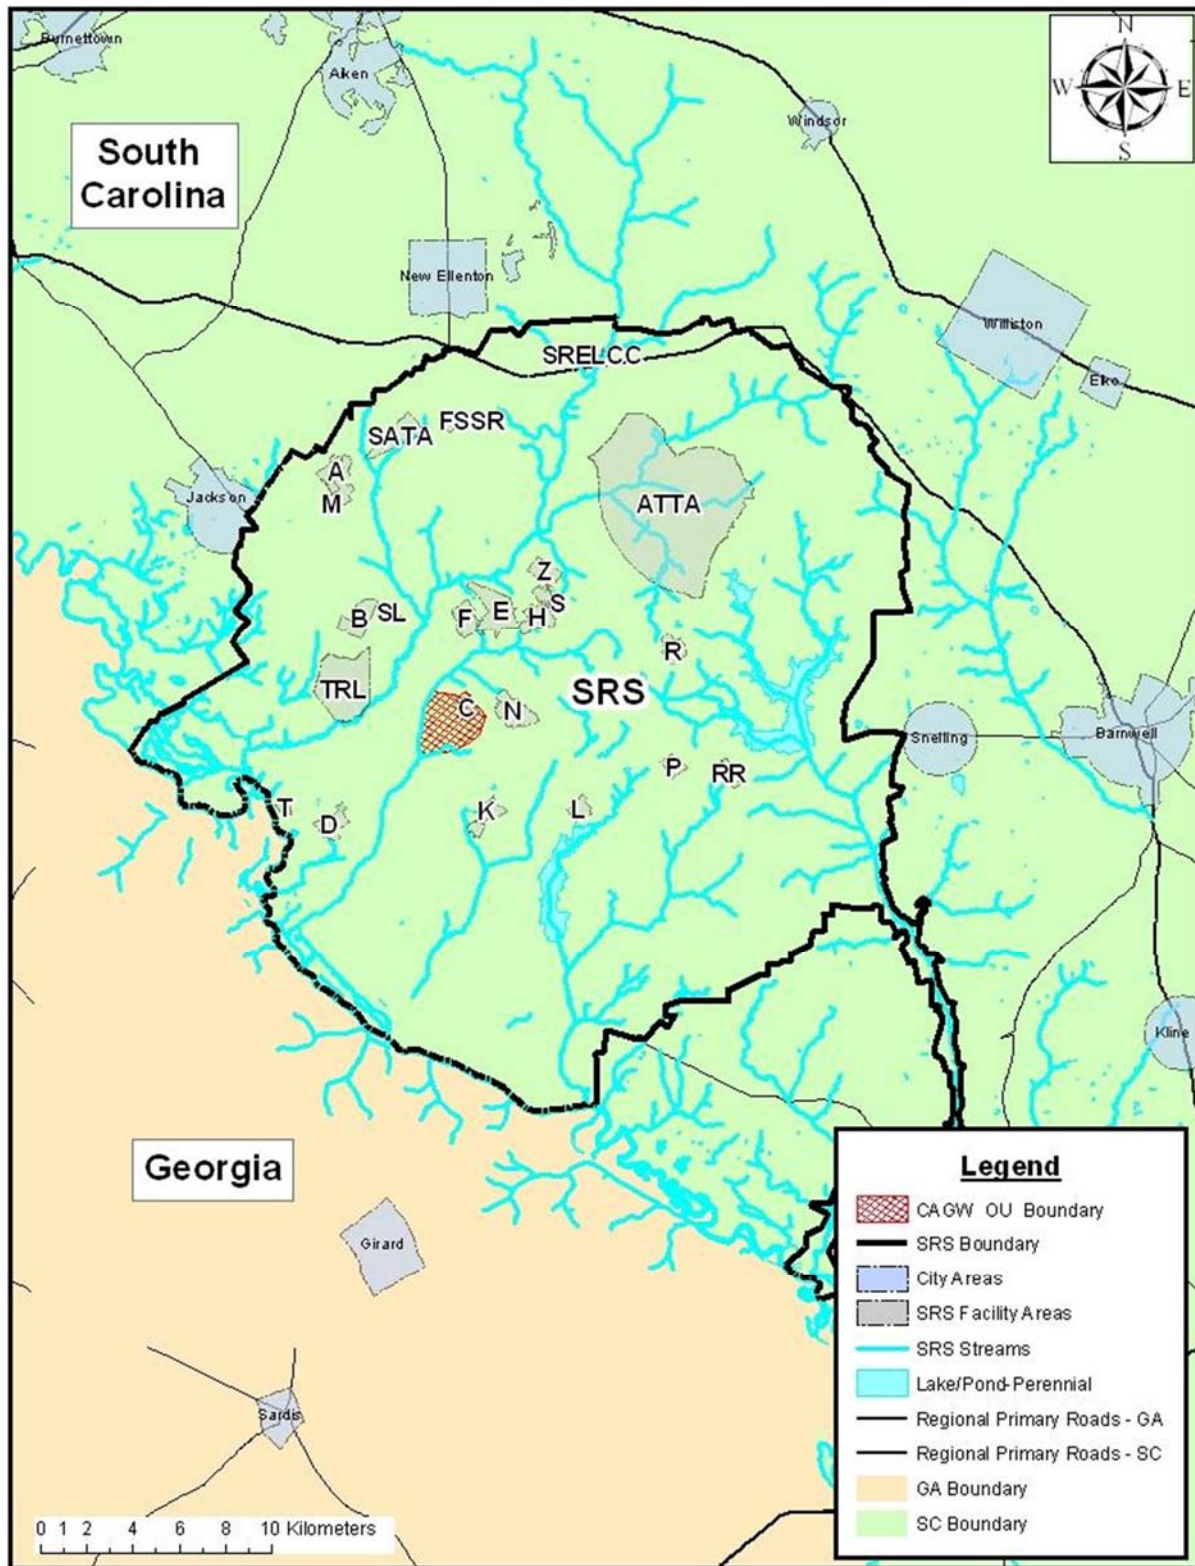 N
W
E
S
Burnettown
Aiken
Windsor
South
Carolina
New Ellenton
Williston
Elko
SRELCC
FSSR
SATA
A
M
Jackson
ATTA
Z
S
B
SL
F
E
H
R
TRL
SRS
C
N
Snelling
Barnwell
P
RR
T
D
K
L
Kline
Georgia
Girard
Sardis
Legend
CAGW OU Boundary
SRS Boundary
City Areas
SRS Facility Areas
SRS Streams
Lake/Pond-Perennial
Regional Primary Roads - GA
Regional Primary Roads - SC
GA Boundary
SC Boundary
0 1 2 4 6 8 10 Kilometers